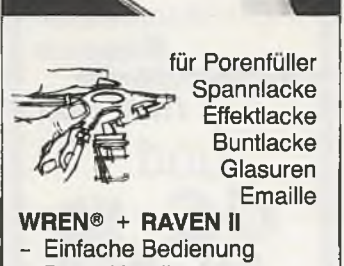 für Porenfüller
Spannlacke
Effektlacke
Buntlacke
Glasuren
Emaille
WREN® + RAVEN II
- Einfache Bedienung